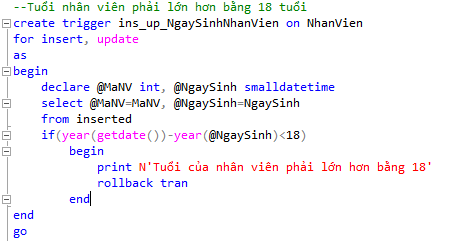 --Tuổi nhân viên phải lớn hơn bằng 18 tuổi
create trigger ins_up_NgaySinhNhanVien on NhanVien
for insert, update
as
begin
declare @MaNV int, @NgaySinh smalldatetime
select @MaNV=MaNV, @NgaySinh=NgaySinh
from inserted
if(year(getdate())-year(@NgaySinh)<18)
begin
print N'Tuổi của nhân viên phải lớn hơn bằng 18'
rollback tran
end
end
go